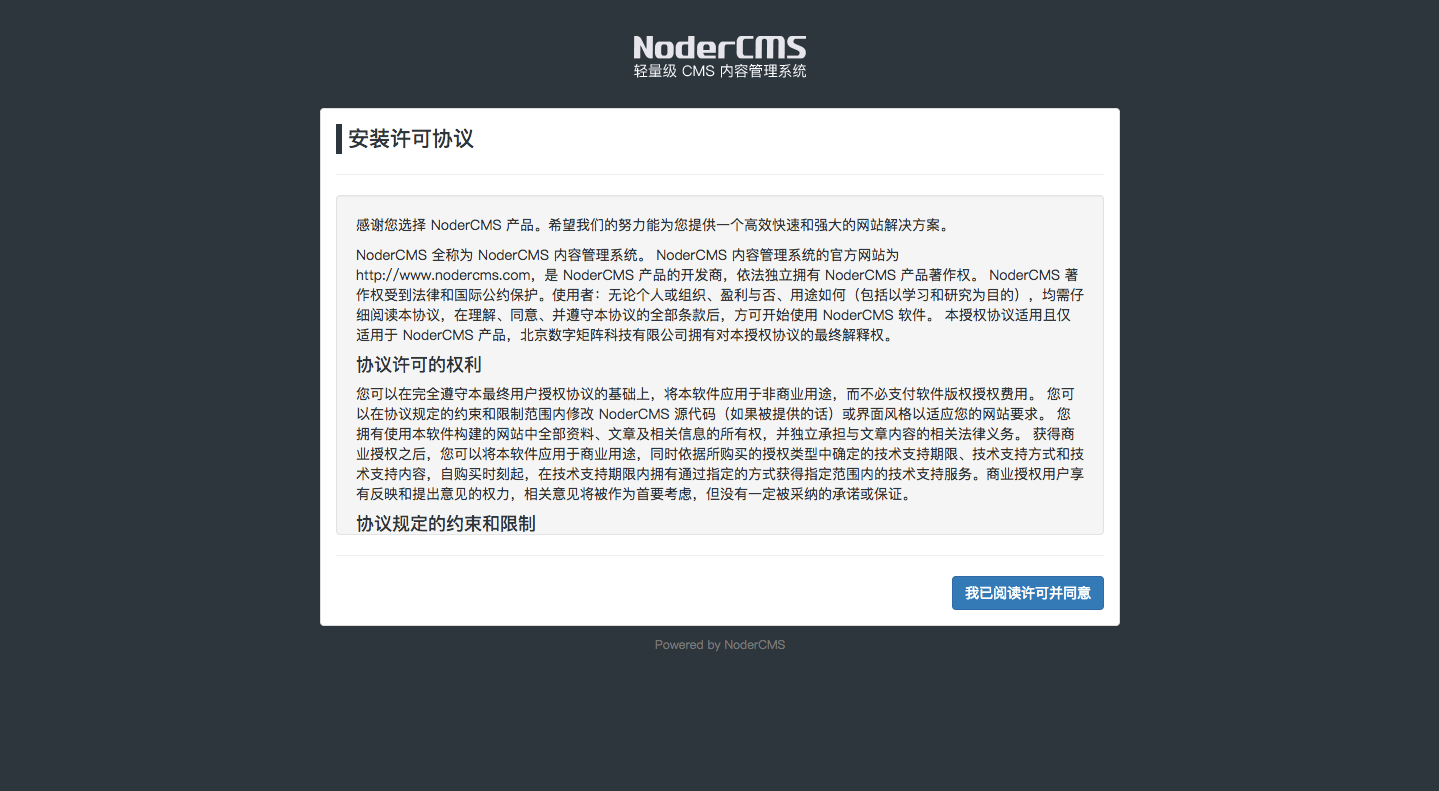 NoderCMS
轻量级 CMS 内容管理系统
安装许可协议
感谢您选择 NoderCMS 产品。希望我们的努力能为您提供一个高效快速和强大的网站解决方案。
NoderCMS 全称为 NoderCMS 内容管理系统。 NoderCMS 内容管理系统的官方网站为
http://www.nodercms.com，是 NoderCMS 产品的开发商，依法独立拥有 NoderCMS 产品著作权。 NoderCMS 著
作权受到法律和国际公约保护。使用者：无论个人或组织、盈利与否、用途如何（包括以学习和研究为目的），均需仔
细阅读本协议，在理解、同意、并遵守本协议的全部条款后，方可开始使用 NoderCMS 软件。 本授权协议适用且仅
适用于 NoderCMS 产品，北京数字矩阵科技有限公司拥有对本授权协议的最终解释权。
协议许可的权利
您可以在完全遵守本最终用户授权协议的基础上，将本软件应用于非商业用途，而不必支付软件版权授权费用。 您可
以在协议规定的约束和限制范围内修改 NoderCMS 源代码（如果被提供的话）或界面风格以适应您的网站要求。 您
拥有使用本软件构建的网站中全部资料、文章及相关信息的所有权，并独立承担与文章内容的相关法律义务。 获得商
业授权之后，您可以将本软件应用于商业用途，同时依据所购买的授权类型中确定的技术支持期限、技术支持方式和技
术支持内容，自购买时刻起，在技术支持期限内拥有通过指定的方式获得指定范围内的技术支持服务。商业授权用户享
有反映和提出意见的权力，相关意见将被作为首要考虑，但没有一定被采纳的承诺或保证。
协议规定的约束和限制
我已阅读许可并同意
Powered by NoderCMS